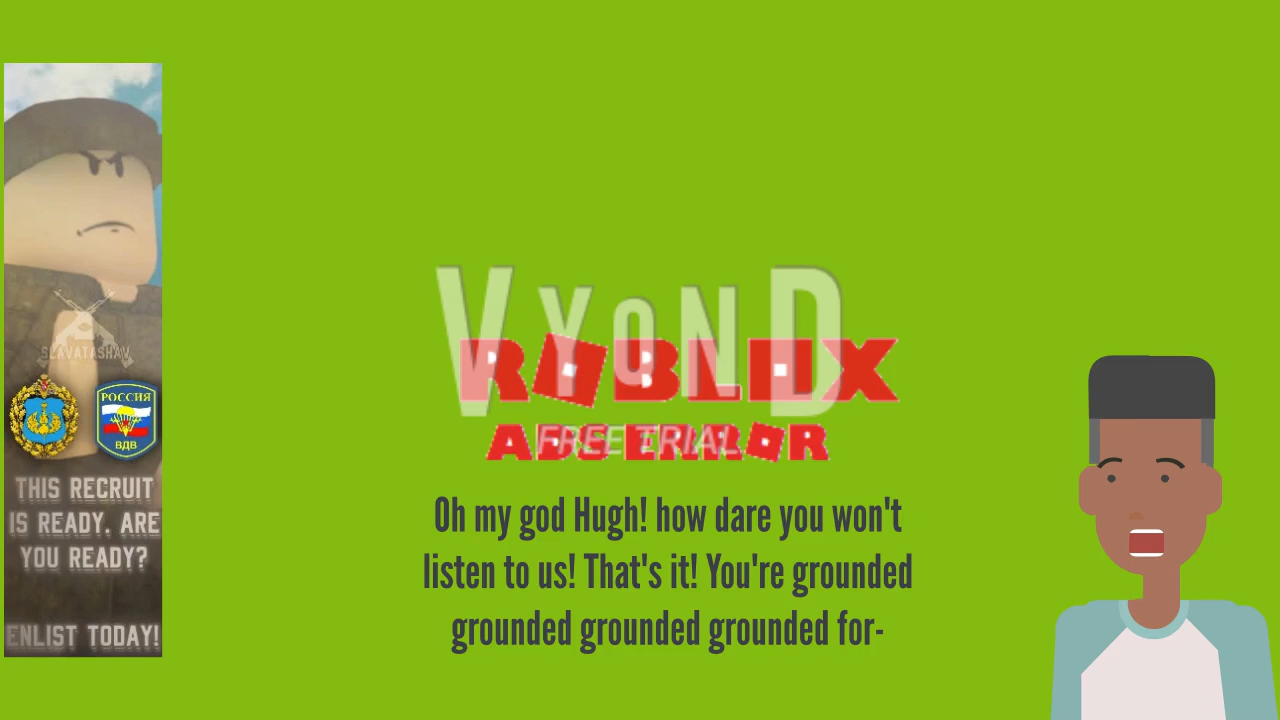 SLAVATASHAV
РОССИЯ
ВДВ
THIS RECRUIT
IS READY. ARE
YOU READY?
ENLIST TODAY!
VYOND
ROBLOX
FREE TRIAL
ADS ERROR
Oh my god Hugh! how dare you won't
listen to us! That's it! You're grounded
grounded grounded grounded for-